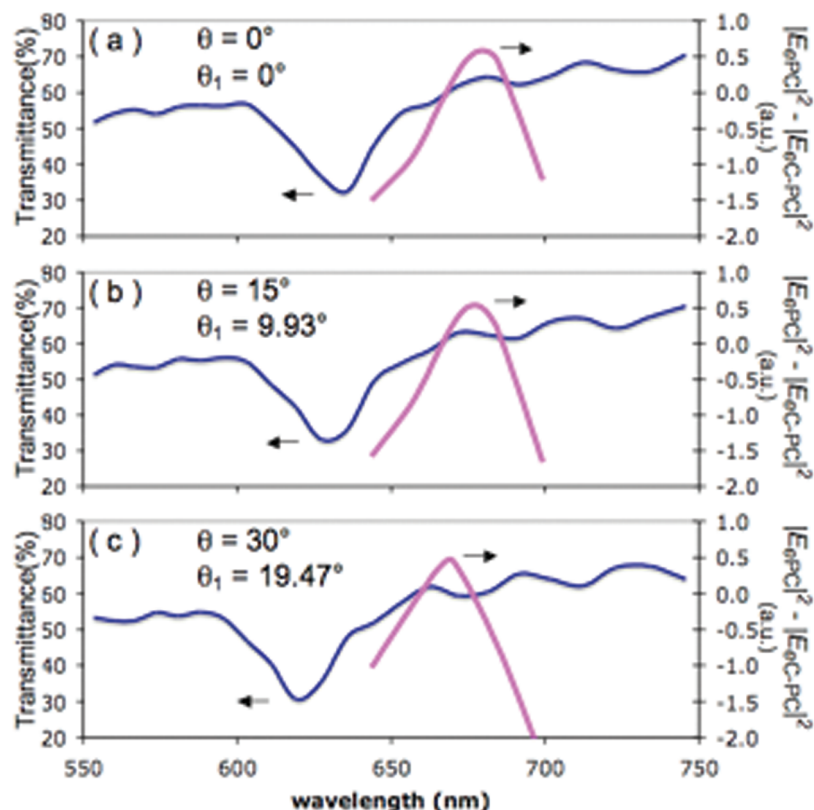 80 ( a ) θ = 0° 1.0
70 θ₁ = 0° 0.5
60 0.0
50 -0.5
40 -1.0
30 -1.5
20 -2.0
Transmittance(%)
|EePC|² - |EeC-PC|²
(a.u.)
80 ( b ) θ = 15° 1.0
70 θ₁ = 9.93° 0.5
60 0.0
50 -0.5
40 -1.0
30 -1.5
20 -2.0
Transmittance(%)
|EePC|² - |EeC-PC|²
(a.u.)
80 ( c ) θ = 30° 1.0
70 θ₁ = 19.47° 0.5
60 0.0
50 -0.5
40 -1.0
30 -1.5
20 -2.0
Transmittance(%)
|EePC|² - |EeC-PC|²
(a.u.)
550 600 650 700 750
wavelength (nm)